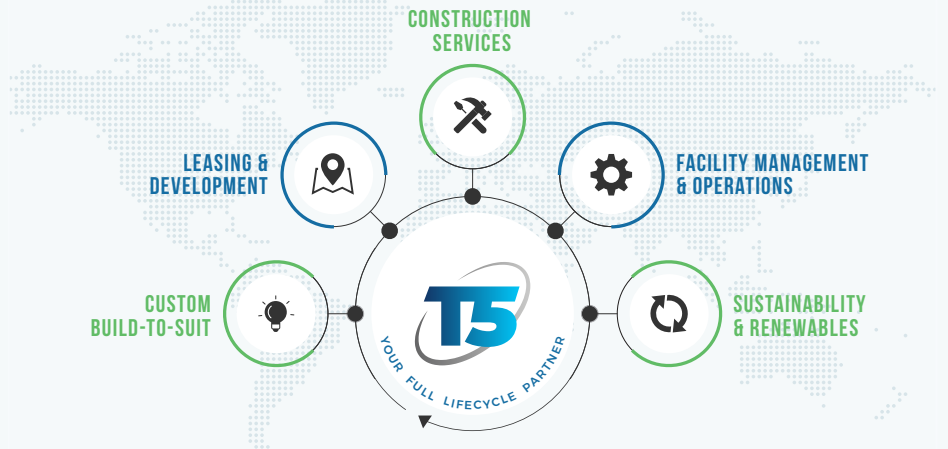 CONSTRUCTION
SERVICES
LEASING &
DEVELOPMENT
FACILITY MANAGEMENT
& OPERATIONS
CUSTOM
BUILD-TO-SUIT
SUSTAINABILITY
& RENEWABLES
T5
YOUR FULL LIFECYCLE PARTNER